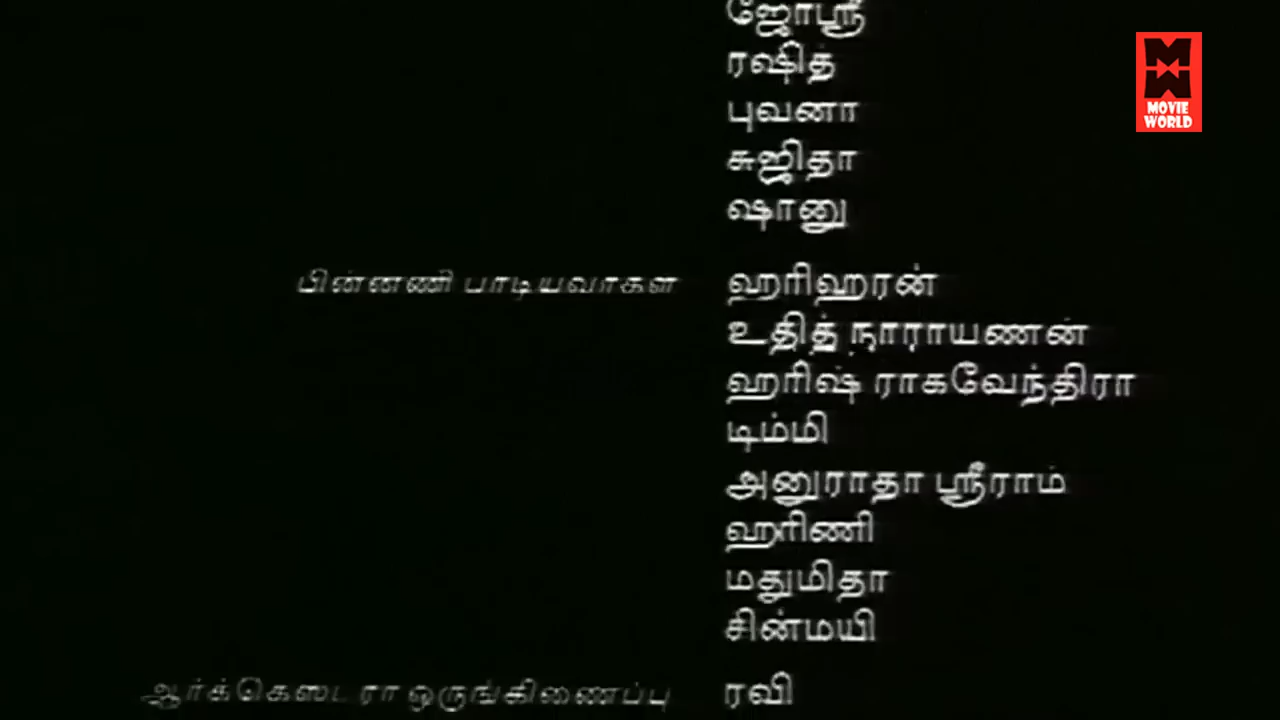 ஜோஸ்ரீ
ரஷித்
புவனா
சுஜிதா
ஷானு
பின்னணி பாடியவர்கள் ஹரிஹரன்
உதித் நாராயணன்
ஹரிஷ் ராகவேந்திரா
டிம்மி
அனுராதா ஸ்ரீராம்
ஹரிணி
மதுமிதா
சின்மயி
ஆர்க்கெஸ்ட்ரா ஒருங்கிணைப்பு ரவி
MOVIE
WORLD